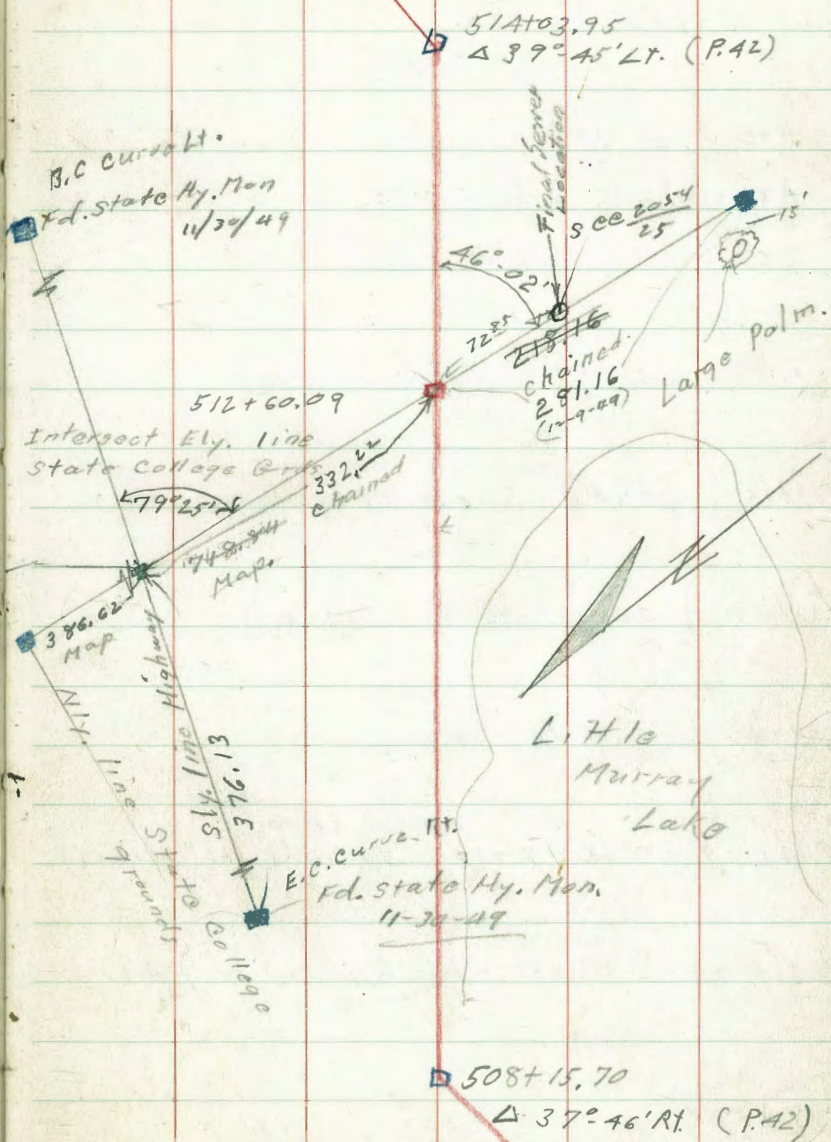 514+03.95
Δ 39°-45' Lt. (P.42)
B.C Curve Lt.
Fd. State Hy. Mon
11/30/49
Final Sewer
Location
See 2054
25
15'
46°-02'
72.85
218.16
chained.
281.16
(12-9-49)
Large Palm.
512+60.09
Intersect Ely. line
State College Grds
79°25'
332.22
chained
748.84
Map.
386.62
Map
Sly. line Highway
376.13
Nly. line State College
grounds
Little
Murray
Lake
E.C. Curve Rt.
Fd. State Hy. Mon.
11-30-49
508+15.70
Δ 37°-46' Rt. (P.42)